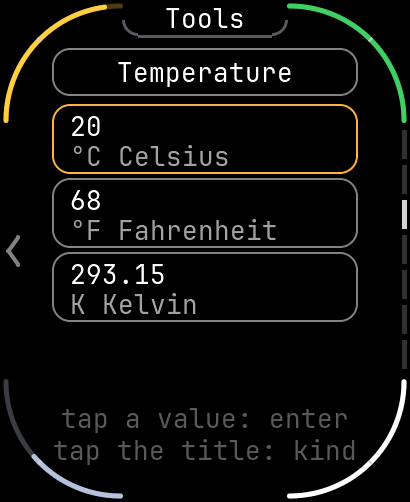 Tools
Temperature
20
°C Celsius
68
°F Fahrenheit
293.15
K Kelvin
tap a value: enter
tap the title: kind